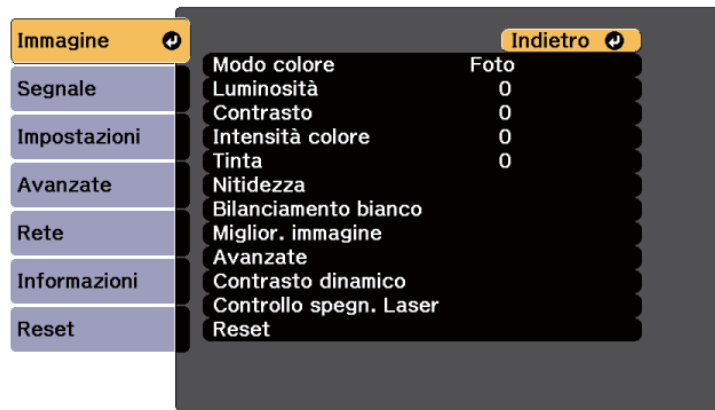 Immagine
Segnale
Impostazioni
Avanzate
Rete
Informazioni
Reset
Indietro
Modo colore Foto
Luminosità 0
Contrasto 0
Intensità colore 0
Tinta 0
Nitidezza
Bilanciamento bianco
Miglior. immagine
Avanzate
Contrasto dinamico
Controllo spegn. Laser
Reset